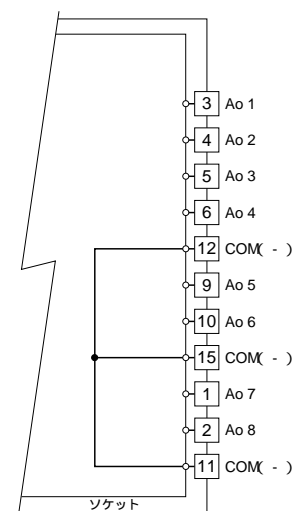 3 Ao 1
4 Ao 2
5 Ao 3
6 Ao 4
12 COM( - )
9 Ao 5
10 Ao 6
15 COM( - )
1 Ao 7
2 Ao 8
11 COM( - )
ソケット